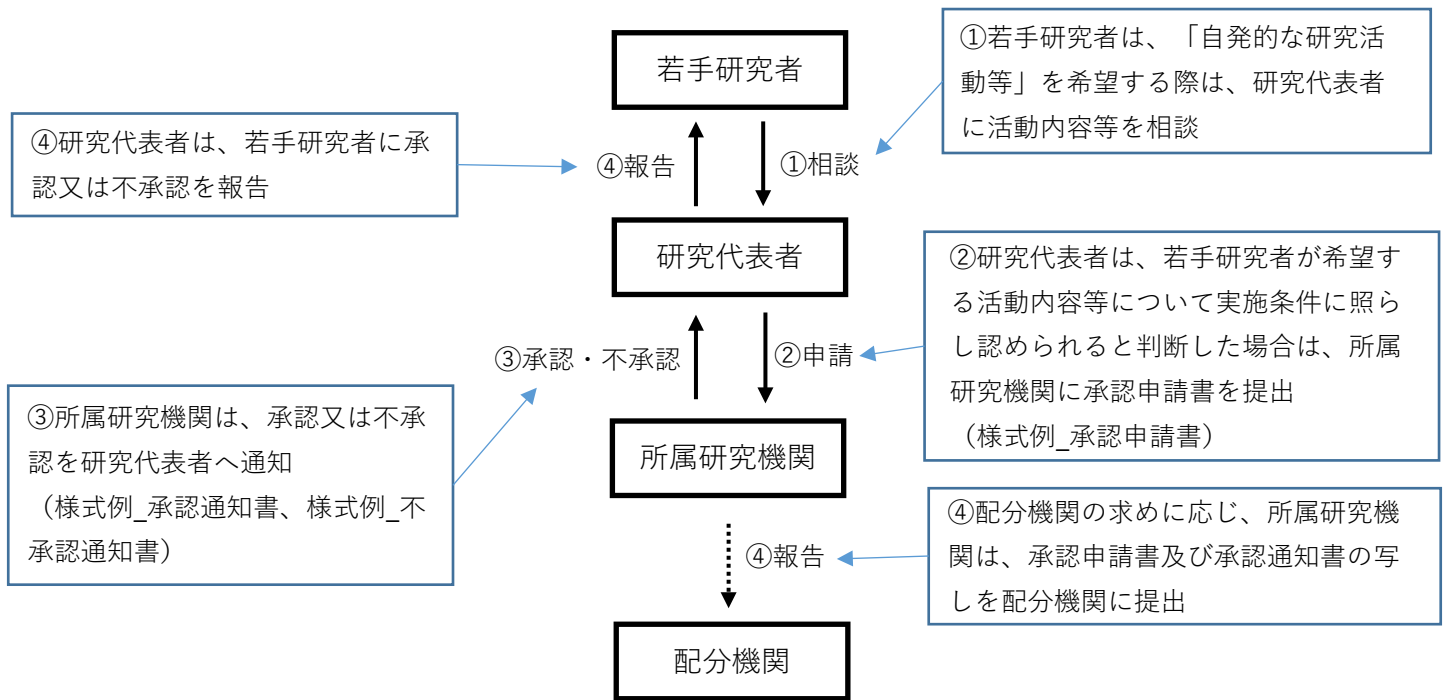 若手研究者
①若手研究者は、「自発的な研究活
動等」を希望する際は、研究代表者
に活動内容等を相談
④研究代表者は、若手研究者に承
認又は不承認を報告
④報告
①相談
研究代表者
②研究代表者は、若手研究者が希望す
る活動内容等について実施条件に照ら
し認められると判断した場合は、所属
研究機関に承認申請書を提出
（様式例_承認申請書）
③承認・不承認
②申請
③所属研究機関は、承認又は不承
認を研究代表者へ通知
（様式例_承認通知書、様式例_不
承認通知書）
所属研究機関
④報告
④配分機関の求めに応じ、所属研究機
関は、承認申請書及び承認通知書の写
しを配分機関に提出
配分機関